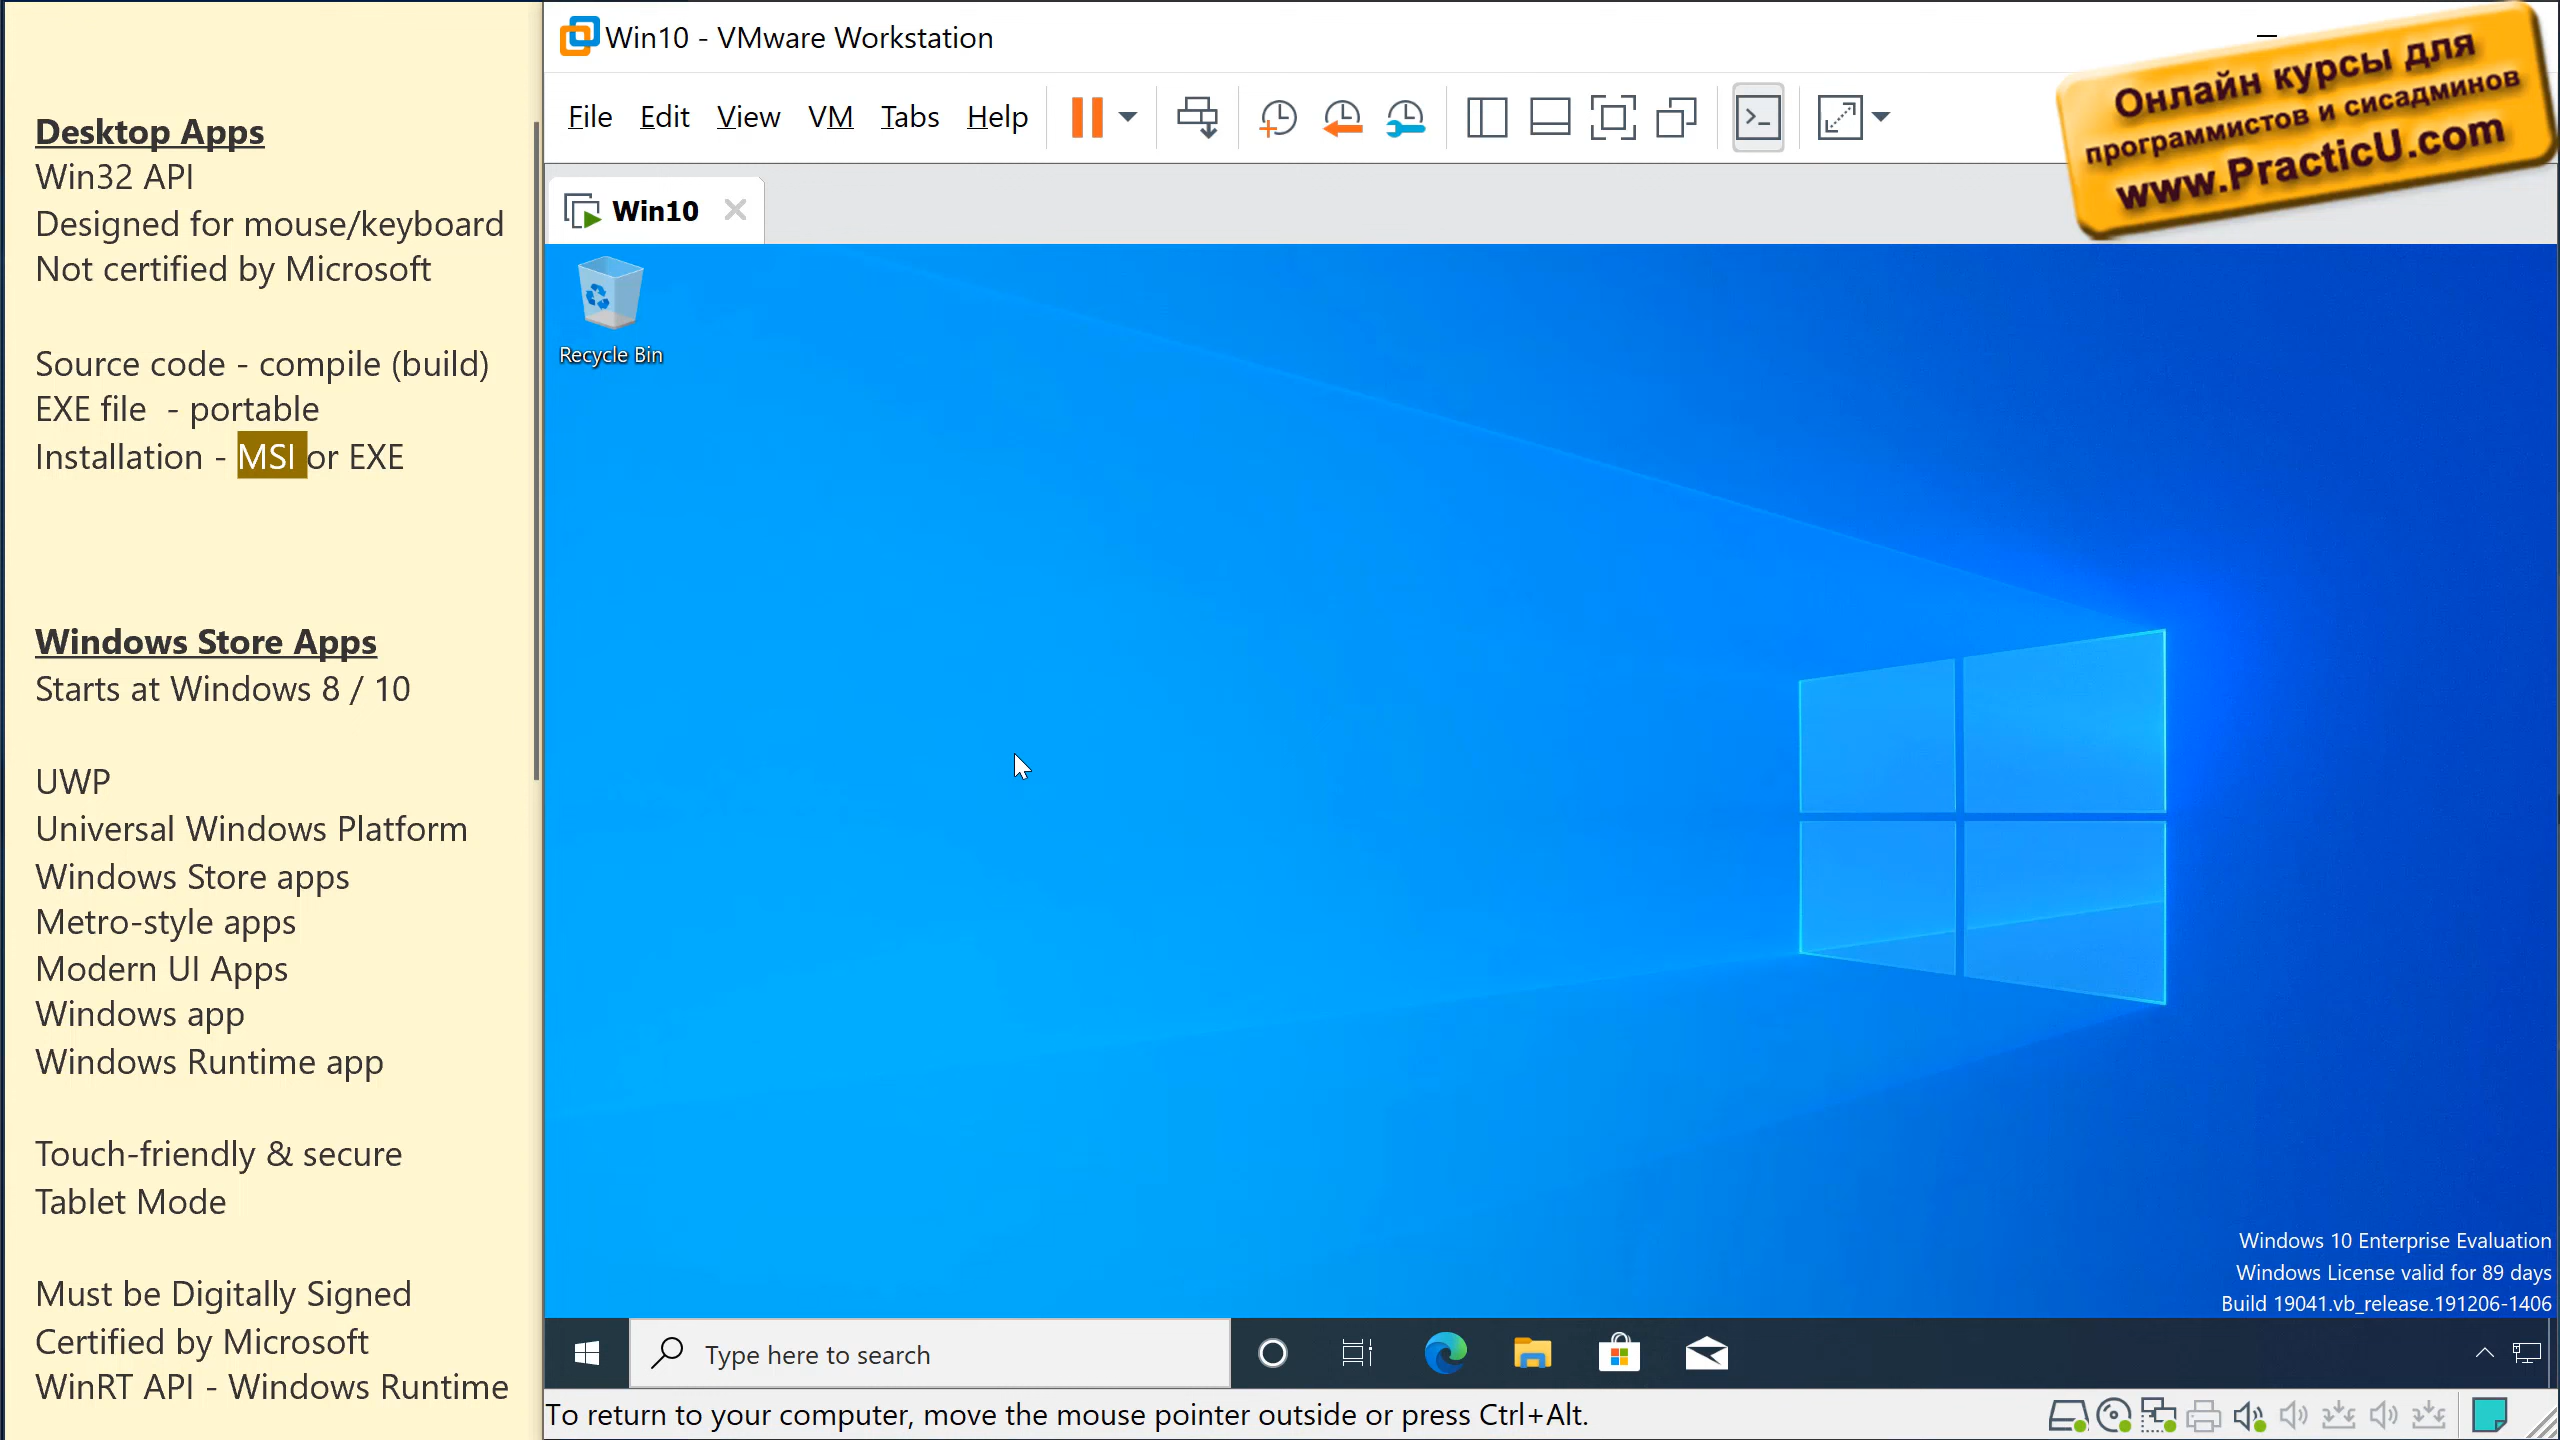 Desktop Apps
Win32 API
Designed for mouse/keyboard
Not certified by Microsoft
Source code - compile (build)
EXE file - portable
Installation - MSI or EXE
Windows Store Apps
Starts at Windows 8 / 10
UWP
Universal Windows Platform
Windows Store apps
Metro-style apps
Modern UI Apps
Windows app
Windows Runtime app
Touch-friendly & secure
Tablet Mode
Must be Digitally Signed
Certified by Microsoft
WinRT API - Windows Runtime
Win10 - VMware Workstation
File Edit View VM Tabs Help
Онлайн курсы для
программистов и сисадминов
www.PracticU.com
Win10
Recycle Bin
Windows 10 Enterprise Evaluation
Windows License valid for 89 days
Build 19041.vb_release.191206-1406
Type here to search
To return to your computer, move the mouse pointer outside or press Ctrl+Alt.